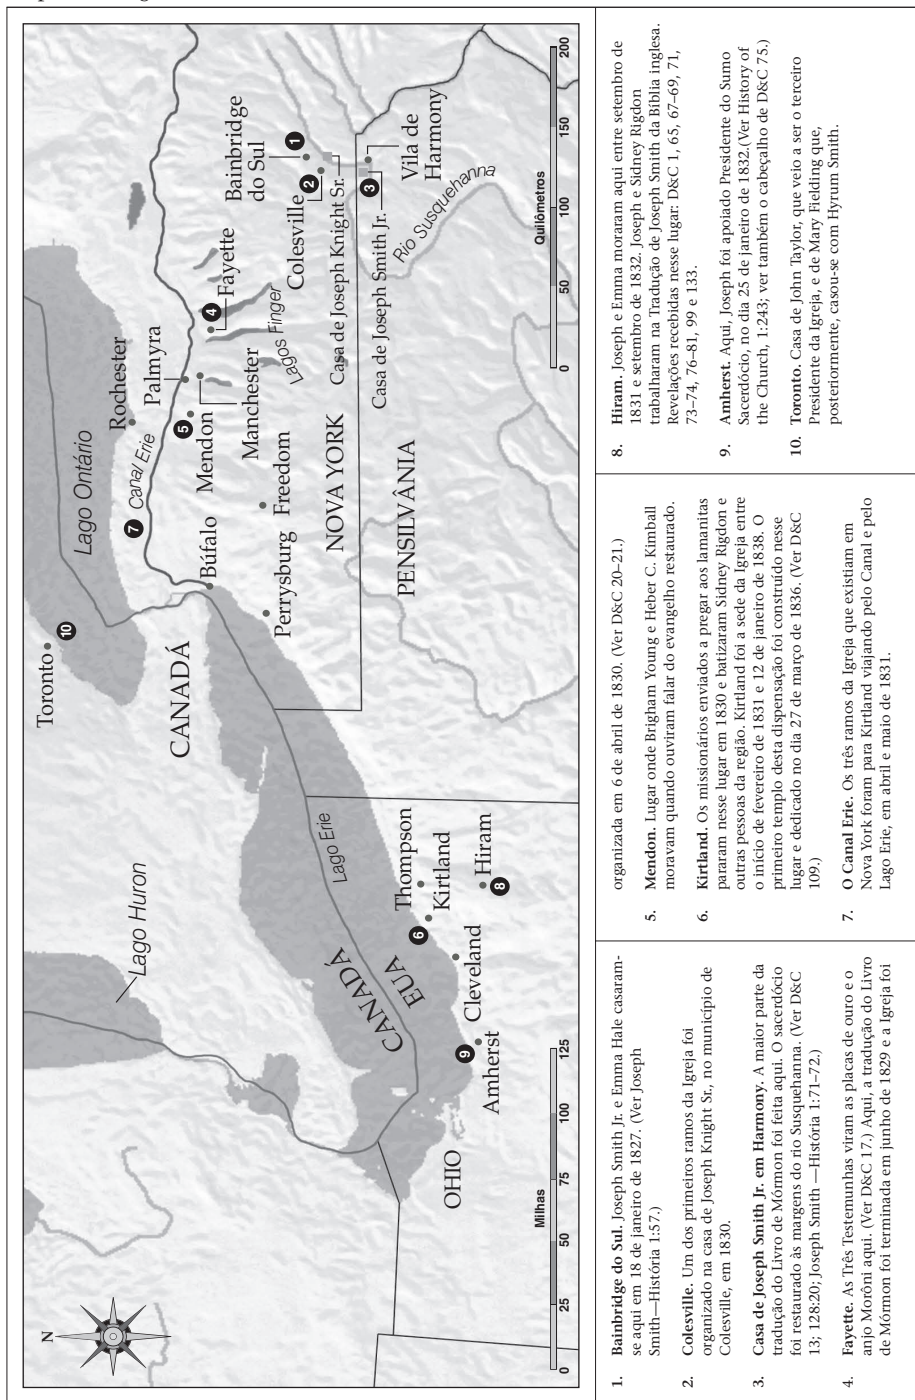 N
Lago Huron
Toronto
10
Lago Ontário
CANADÁ
7
Canal Erie
Rochester
Palmyra
Búfalo
5
Mendon
Manchester
4
Fayette
Lagos Finger
Perrysburg
Freedom
Bainbridge
do Sul
1
Colesville
2
Casa de Joseph Knight Sr.
NOVA YORK
PENSILVÂNIA
Casa de Joseph Smith Jr.
3
Vila de
Harmony
Rio Susquehanna
Lago Erie
CANADÁ
EUA
Thompson
6
Kirtland
Hiram
8
Cleveland
9
Amherst
OHIO
Milhas
0 25 50 75 100 125
Quilômetros
0 50 100 150 200
1. Bainbridge do Sul. Joseph Smith Jr. e Emma Hale casaram-
se aqui em 18 de janeiro de 1827. (Ver Joseph
Smith—História 1:57.)
2. Colesville. Um dos primeiros ramos da Igreja foi
organizado na casa de Joseph Knight Sr., no município de
Colesville, em 1830.
3. Casa de Joseph Smith Jr. em Harmony. A maior parte da
tradução do Livro de Mórmon foi feita aqui. O sacerdócio
foi restaurado às margens do rio Susquehanna. (Ver D&C
13; 128:20; Joseph Smith —História 1:71–72.)
4. Fayette. As Três Testemunhas viram as placas de ouro e o
anjo Morôni aqui. (Ver D&C 17.) Aqui, a tradução do Livro
de Mórmon foi terminada em junho de 1829 e a Igreja foi
organizada em 6 de abril de 1830. (Ver D&C 20–21.)
5. Mendon. Lugar onde Brigham Young e Heber C. Kimball
moravam quando ouviram falar do evangelho restaurado.
6. Kirtland. Os missionários enviados a pregar aos lamanitas
pararam nesse lugar em 1830 e batizaram Sidney Rigdon e
outras pessoas da região. Kirtland foi a sede da Igreja entre
o início de fevereiro de 1831 e 12 de janeiro de 1838. O
primeiro templo desta dispensação foi construído nesse
lugar e dedicado no dia 27 de março de 1836. (Ver D&C
109.)
7. O Canal Erie. Os três ramos da Igreja que existiam em
Nova York foram para Kirtland viajando pelo Canal e pelo
Lago Erie, em abril e maio de 1831.
8. Hiram. Joseph e Emma moraram aqui entre setembro de
1831 e setembro de 1832. Joseph e Sidney Rigdon
trabalharam na Tradução de Joseph Smith da Bíblia inglesa.
Revelações recebidas nesse lugar: D&C 1, 65, 67–69, 71,
73–74, 76–81, 99 e 133.
9. Amherst. Aqui, Joseph foi apoiado Presidente do Sumo
Sacerdócio, no dia 25 de janeiro de 1832.(Ver History of
the Church, 1:243; ver também o cabeçalho de D&C 75.)
10. Toronto. Casa de John Taylor, que veio a ser o terceiro
Presidente da Igreja, e de Mary Fielding que,
posteriormente, casou-se com Hyrum Smith.